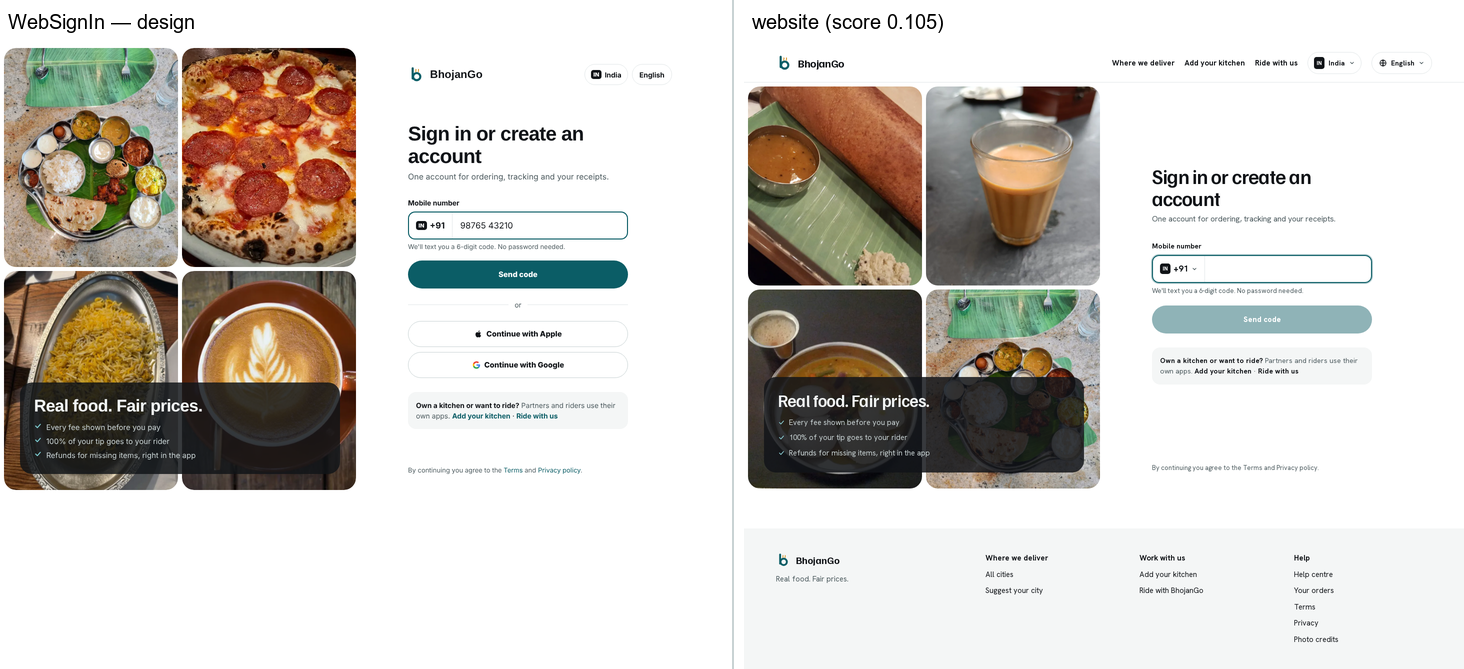 WebSignIn — design
BhojanGo
IN India
English
Sign in or create an
account
One account for ordering, tracking and your receipts.
Mobile number
IN +91 98765 43210
We'll text you a 6-digit code. No password needed.
Send code
or
Continue with Apple
Continue with Google
Own a kitchen or want to ride? Partners and riders use their
own apps. Add your kitchen · Ride with us
By continuing you agree to the Terms and Privacy policy.
Real food. Fair prices.
Every fee shown before you pay
100% of your tip goes to your rider
Refunds for missing items, right in the app
website (score 0.105)
BhojanGo
Where we deliver
Add your kitchen
Ride with us
IN India
English
Sign in or create an
account
One account for ordering, tracking and your receipts.
Mobile number
IN +91
We'll text you a 6-digit code. No password needed.
Send code
Own a kitchen or want to ride? Partners and riders use their
own apps. Add your kitchen · Ride with us
By continuing you agree to the Terms and Privacy policy.
Real food. Fair prices.
Every fee shown before you pay
100% of your tip goes to your rider
Refunds for missing items, right in the app
BhojanGo
Real food. Fair prices.
Where we deliver
All cities
Suggest your city
Work with us
Add your kitchen
Ride with BhojanGo
Help
Help centre
Your orders
Terms
Privacy
Photo credits